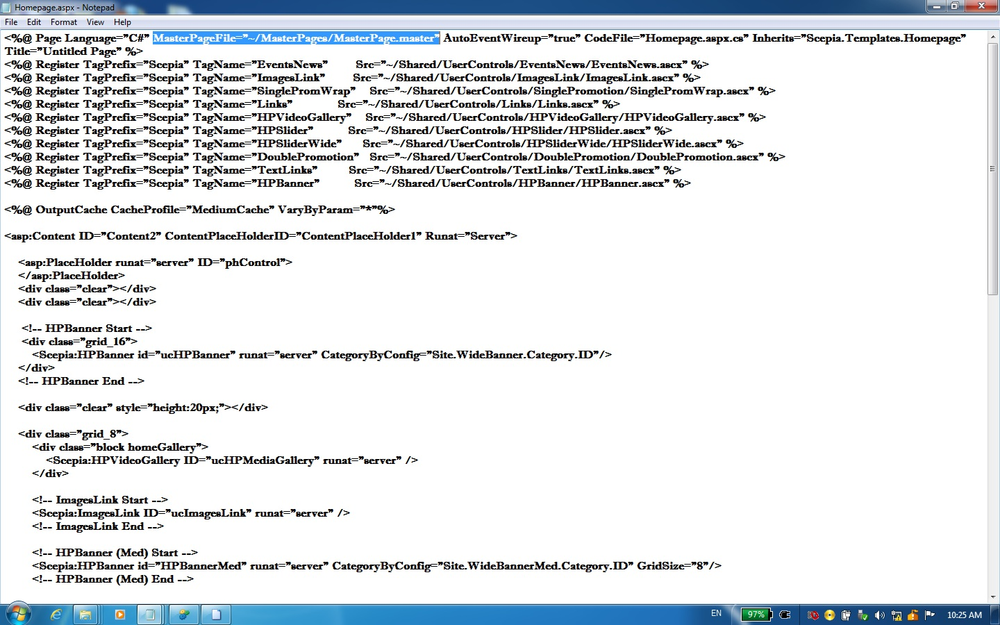 Homepage.aspx - Notepad
File Edit Format View Help
<%@ Page Language="C#" MasterPageFile="~/MasterPages/MasterPage.master" AutoEventWireup="true" CodeFile="Homepage.aspx.cs" Inherits="Scepia.Templates.Homepage"
Title="Untitled Page" %>
<%@ Register TagPrefix="Scepia" TagName="EventsNews" Src="~/Shared/UserControls/EventsNews/EventsNews.ascx" %>
<%@ Register TagPrefix="Scepia" TagName="ImagesLink" Src="~/Shared/UserControls/ImagesLink/ImagesLink.ascx" %>
<%@ Register TagPrefix="Scepia" TagName="SinglePromWrap" Src="~/Shared/UserControls/SinglePromotion/SinglePromWrap.ascx" %>
<%@ Register TagPrefix="Scepia" TagName="Links" Src="~/Shared/UserControls/Links/Links.ascx" %>
<%@ Register TagPrefix="Scepia" TagName="HPVideoGallery" Src="~/Shared/UserControls/HPVideoGallery/HPVideoGallery.ascx" %>
<%@ Register TagPrefix="Scepia" TagName="HPSlider" Src="~/Shared/UserControls/HPSlider/HPSlider.ascx" %>
<%@ Register TagPrefix="Scepia" TagName="HPSliderWide" Src="~/Shared/UserControls/HPSliderWide/HPSliderWide.ascx" %>
<%@ Register TagPrefix="Scepia" TagName="DoublePromotion" Src="~/Shared/UserControls/DoublePromotion/DoublePromotion.ascx" %>
<%@ Register TagPrefix="Scepia" TagName="TextLinks" Src="~/Shared/UserControls/TextLinks/TextLinks.ascx" %>
<%@ Register TagPrefix="Scepia" TagName="HPBanner" Src="~/Shared/UserControls/HPBanner/HPBanner.ascx" %>
<%@ OutputCache CacheProfile="MediumCache" VaryByParam="*"%>
<asp:Content ID="Content2" ContentPlaceHolderID="ContentPlaceHolder1" Runat="Server">
<asp:PlaceHolder runat="server" ID="phControl">
</asp:PlaceHolder>
<div class="clear"></div>
<div class="clear"></div>
<!-- HPBanner Start -->
<div class="grid_16">
<Scepia:HPBanner id="ucHPBanner" runat="server" CategoryByConfig="Site.WideBanner.Category.ID"/>
</div>
<!-- HPBanner End -->
<div class="clear" style="height:20px;"></div>
<div class="grid_8">
<div class="block homeGallery">
<Scepia:HPVideoGallery ID="ucHPMediaGallery" runat="server" />
</div>
<!-- ImagesLink Start -->
<Scepia:ImagesLink ID="ucImagesLink" runat="server" />
<!-- ImagesLink End -->
<!-- HPBanner (Med) Start -->
<Scepia:HPBanner id="HPBannerMed" runat="server" CategoryByConfig="Site.WideBannerMed.Category.ID" GridSize="8"/>
<!-- HPBanner (Med) End -->
EN 97% 10:25 AM